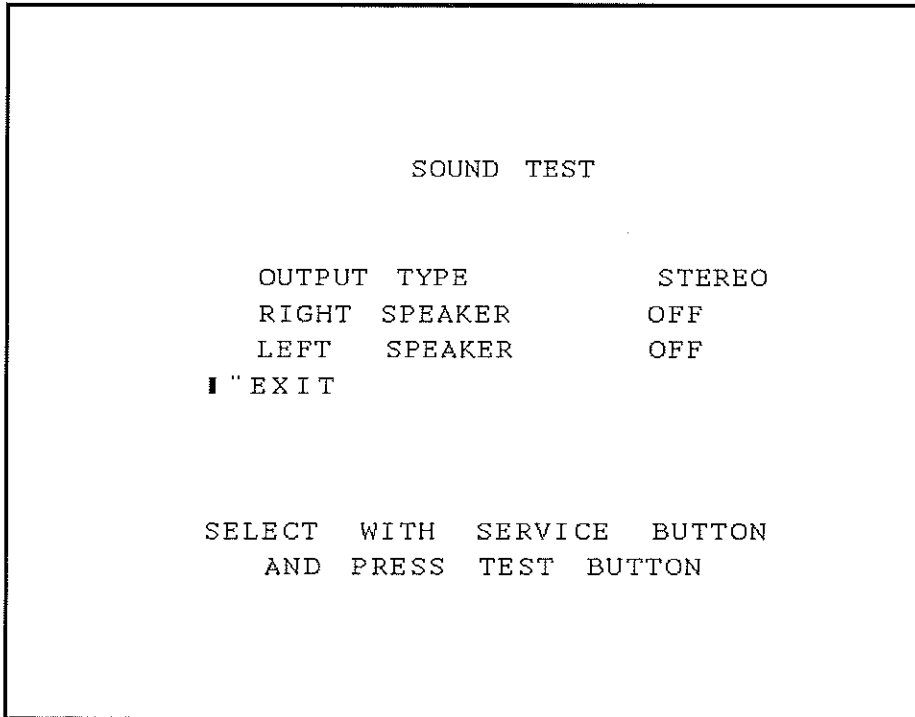 SOUND TEST
OUTPUT TYPE STEREO
RIGHT SPEAKER OFF
LEFT SPEAKER OFF
"EXIT
SELECT WITH SERVICE BUTTON
AND PRESS TEST BUTTON